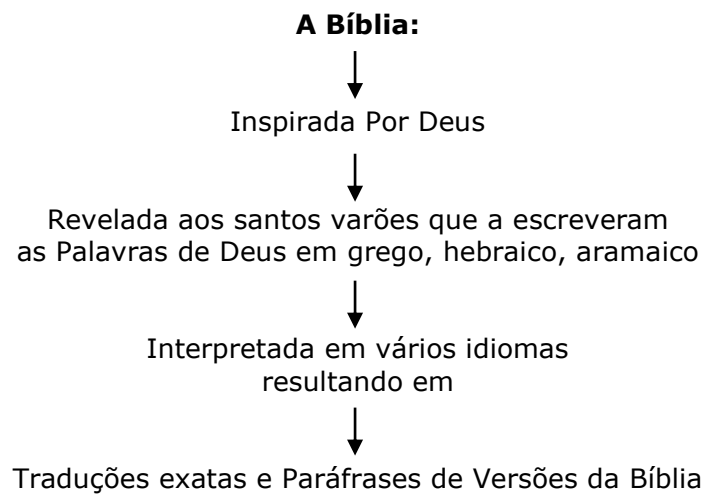 A Bíblia:
Inspirada Por Deus
Revelada aos santos varões que a escreveram
as Palavras de Deus em grego, hebraico, aramaico
Interpretada em vários idiomas
resultando em
Traduções exatas e Paráfrases de Versões da Bíblia